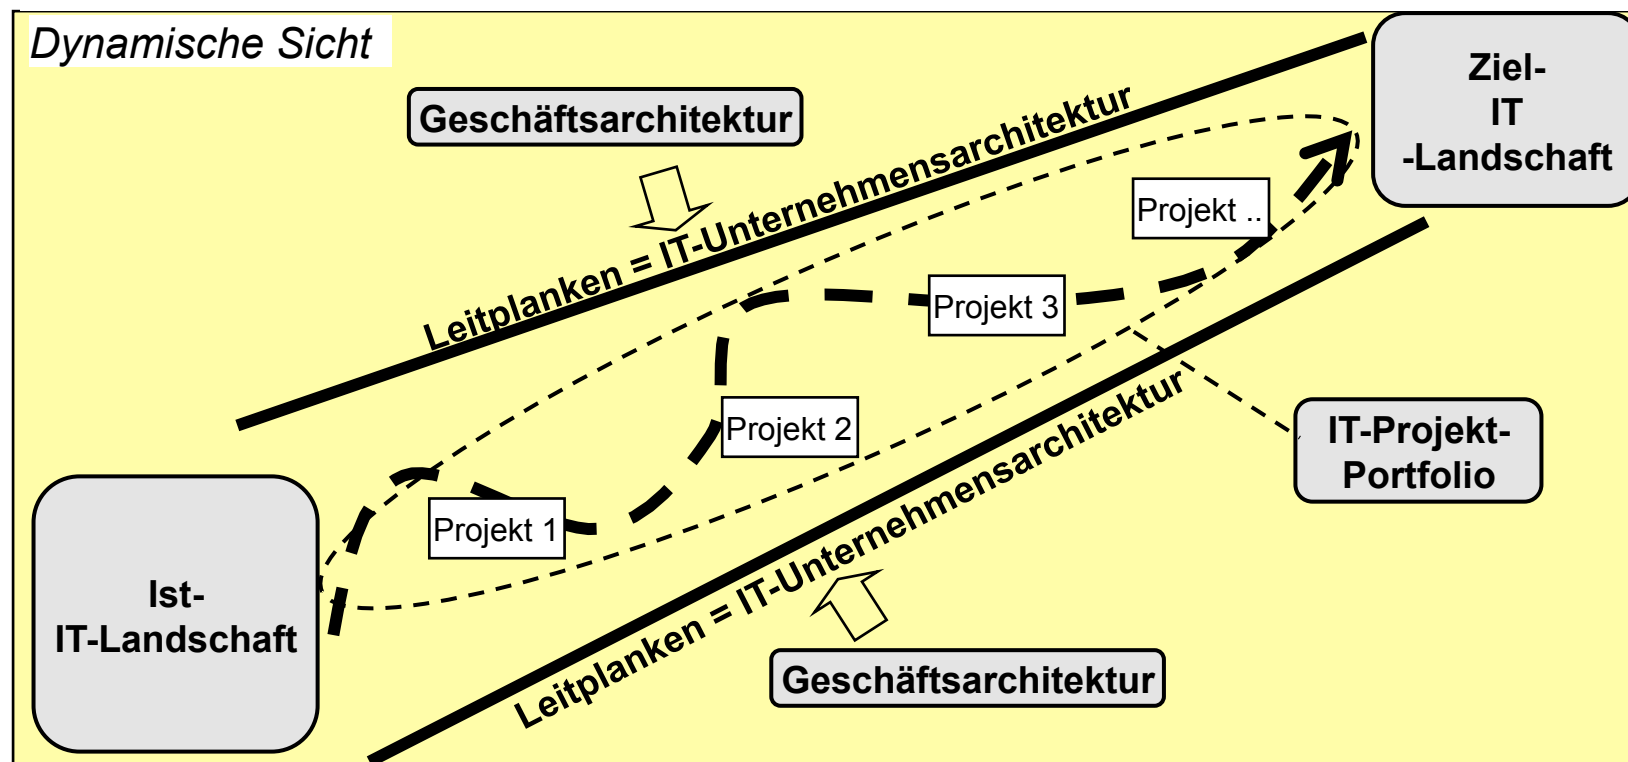 Dynamische Sicht
Geschäftsarchitektur
Leitplanken = IT-Unternehmensarchitektur
Ziel-
IT
-Landschaft
Projekt ..
Projekt 3
Projekt 2
Projekt 1
IT-Projekt-
Portfolio
Ist-
IT-Landschaft
Leitplanken = IT-Unternehmensarchitektur
Geschäftsarchitektur